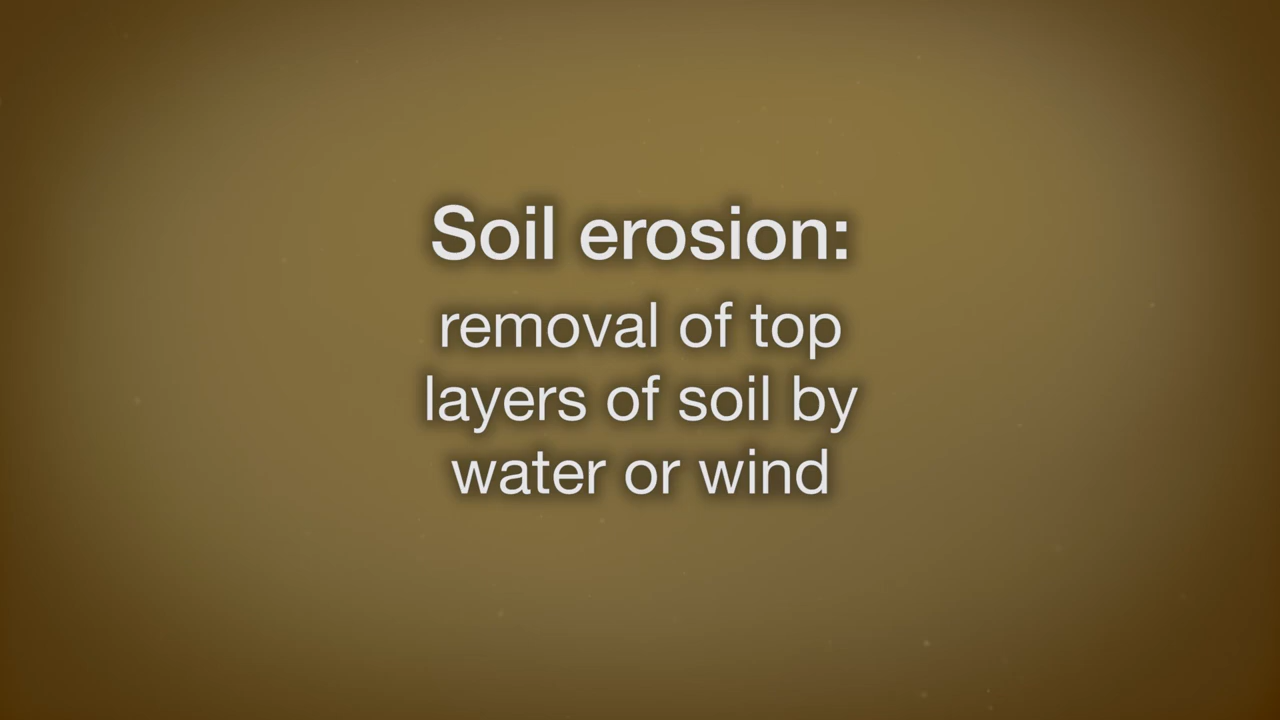 Soil erosion:
removal of top
layers of soil by
water or wind